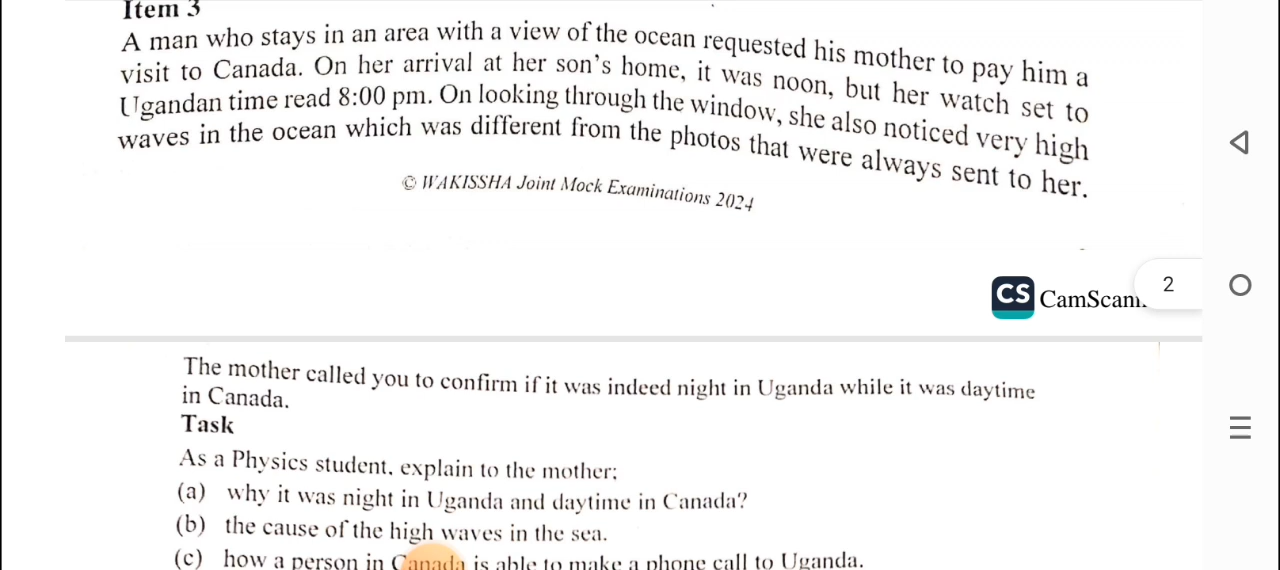 Item 3
A man who stays in an area with a view of the ocean requested his mother to pay him a
visit to Canada. On her arrival at her son's home, it was noon, but her watch set to
Ugandan time read 8:00 pm. On looking through the window, she also noticed very high
waves in the ocean which was different from the photos that were always sent to her.
© WAKISSHA Joint Mock Examinations 2024
CS CamScan
2
The mother called you to confirm if it was indeed night in Uganda while it was daytime
in Canada.
Task
As a Physics student, explain to the mother:
(a) why it was night in Uganda and daytime in Canada?
(b) the cause of the high waves in the sea.
(c) how a person in Canada is able to make a phone call to Uganda.